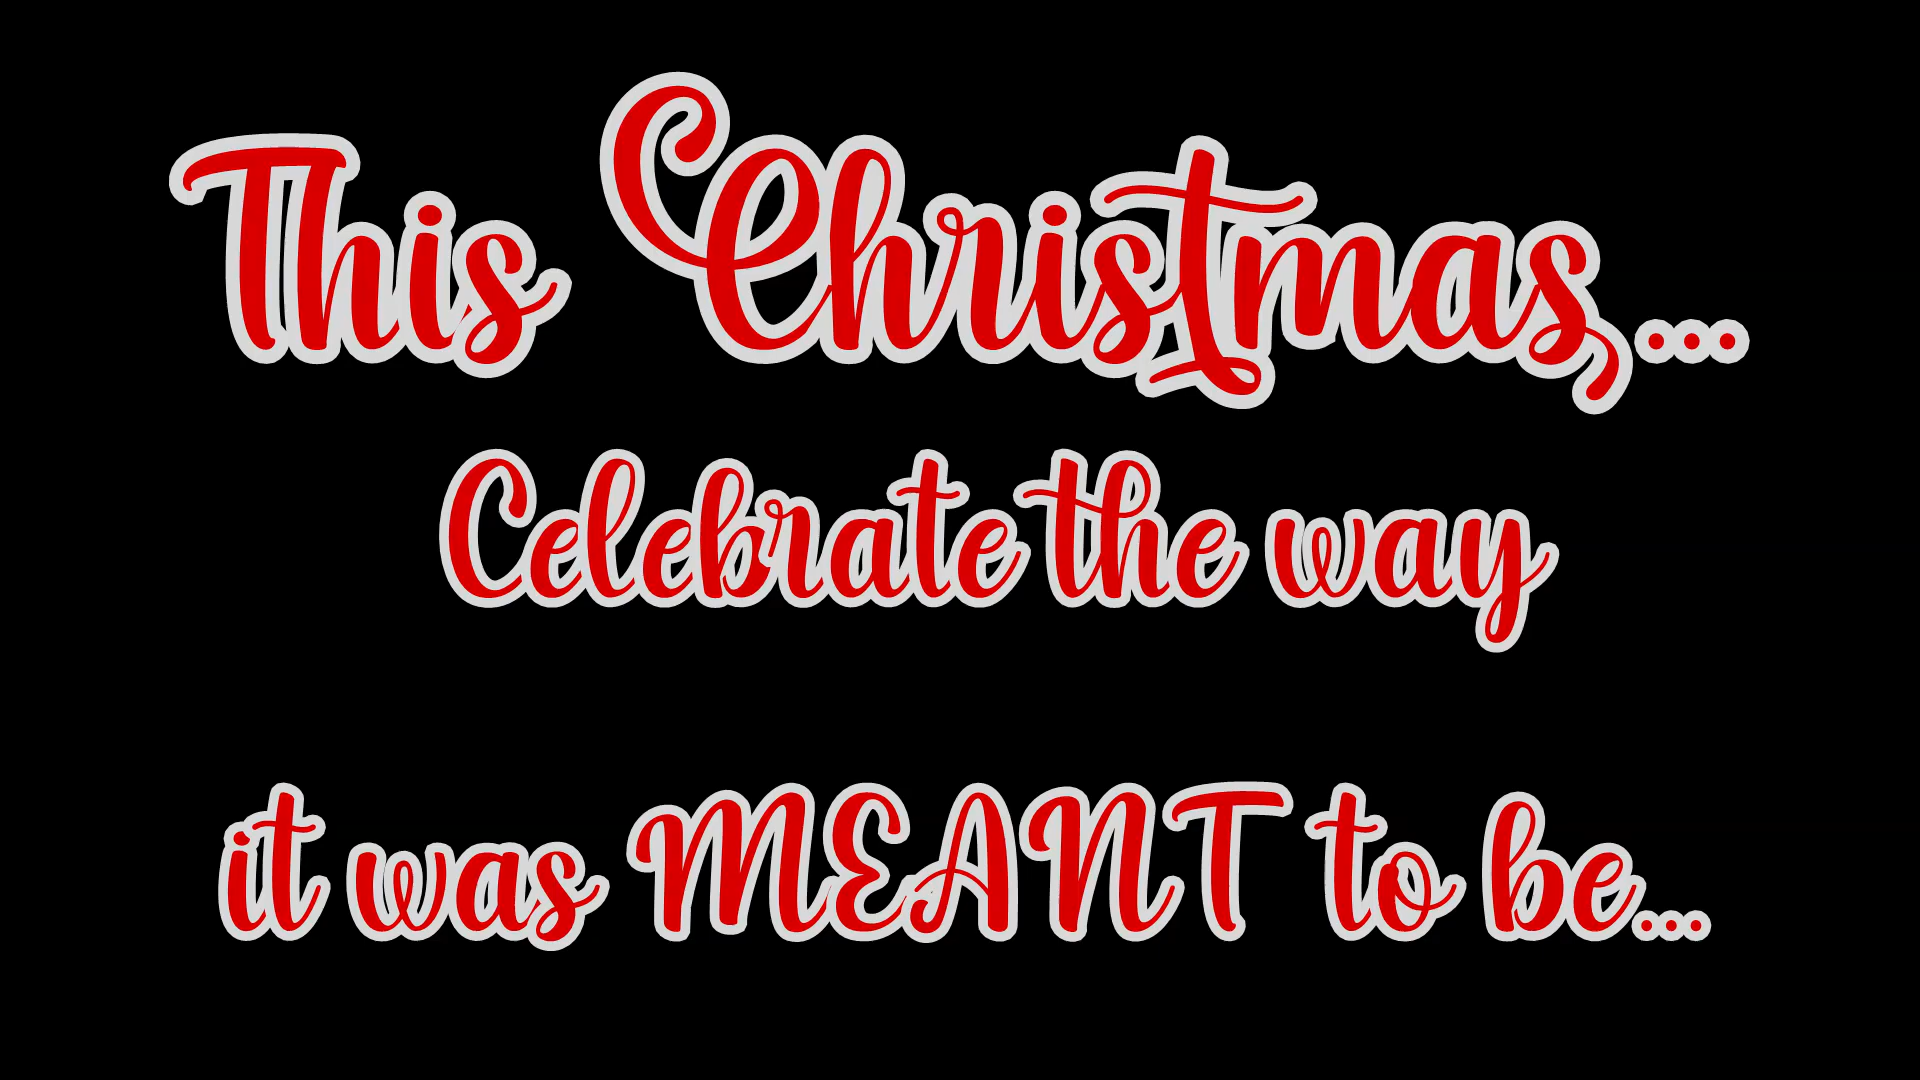 This Christmas...
Celebrate the way
it was MEANT to be...